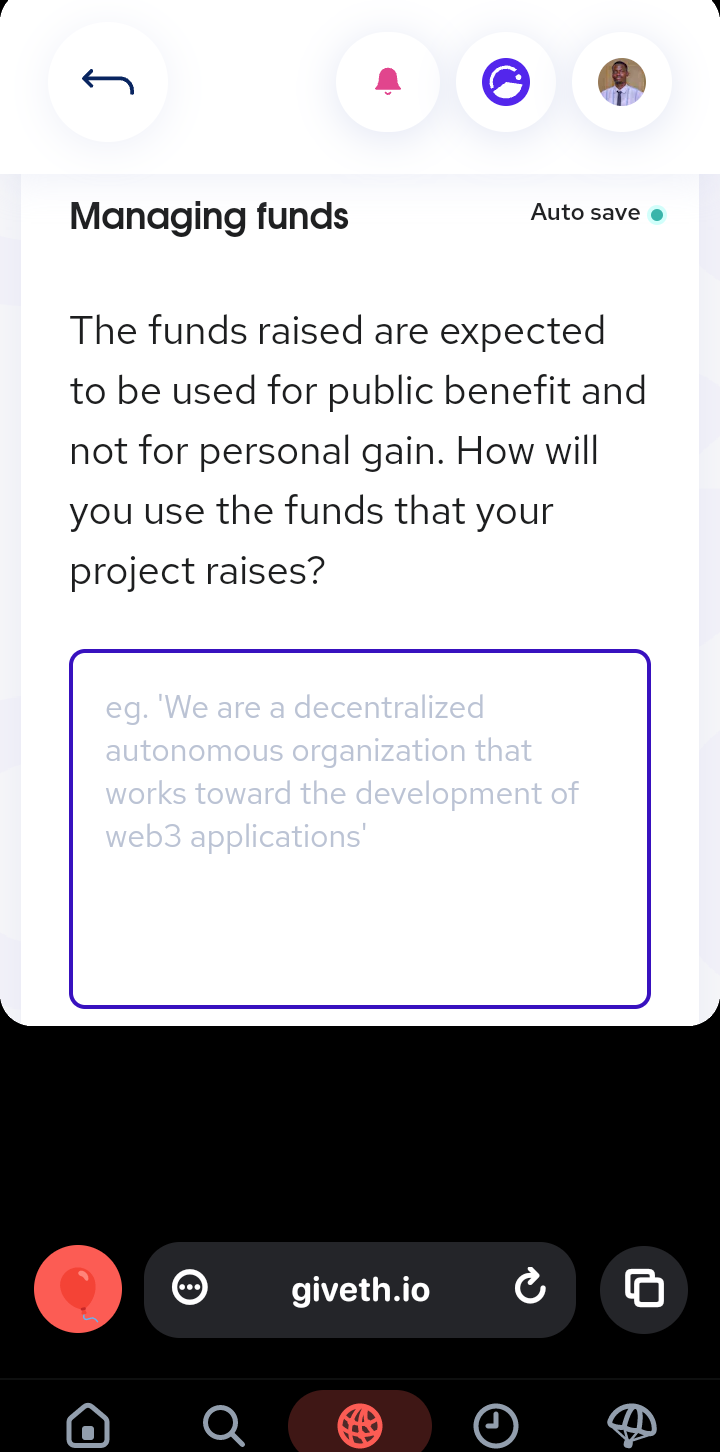 Managing funds
Auto save
The funds raised are expected
to be used for public benefit and
not for personal gain. How will
you use the funds that your
project raises?
eg. 'We are a decentralized
autonomous organization that
works toward the development of
web3 applications'
giveth.io